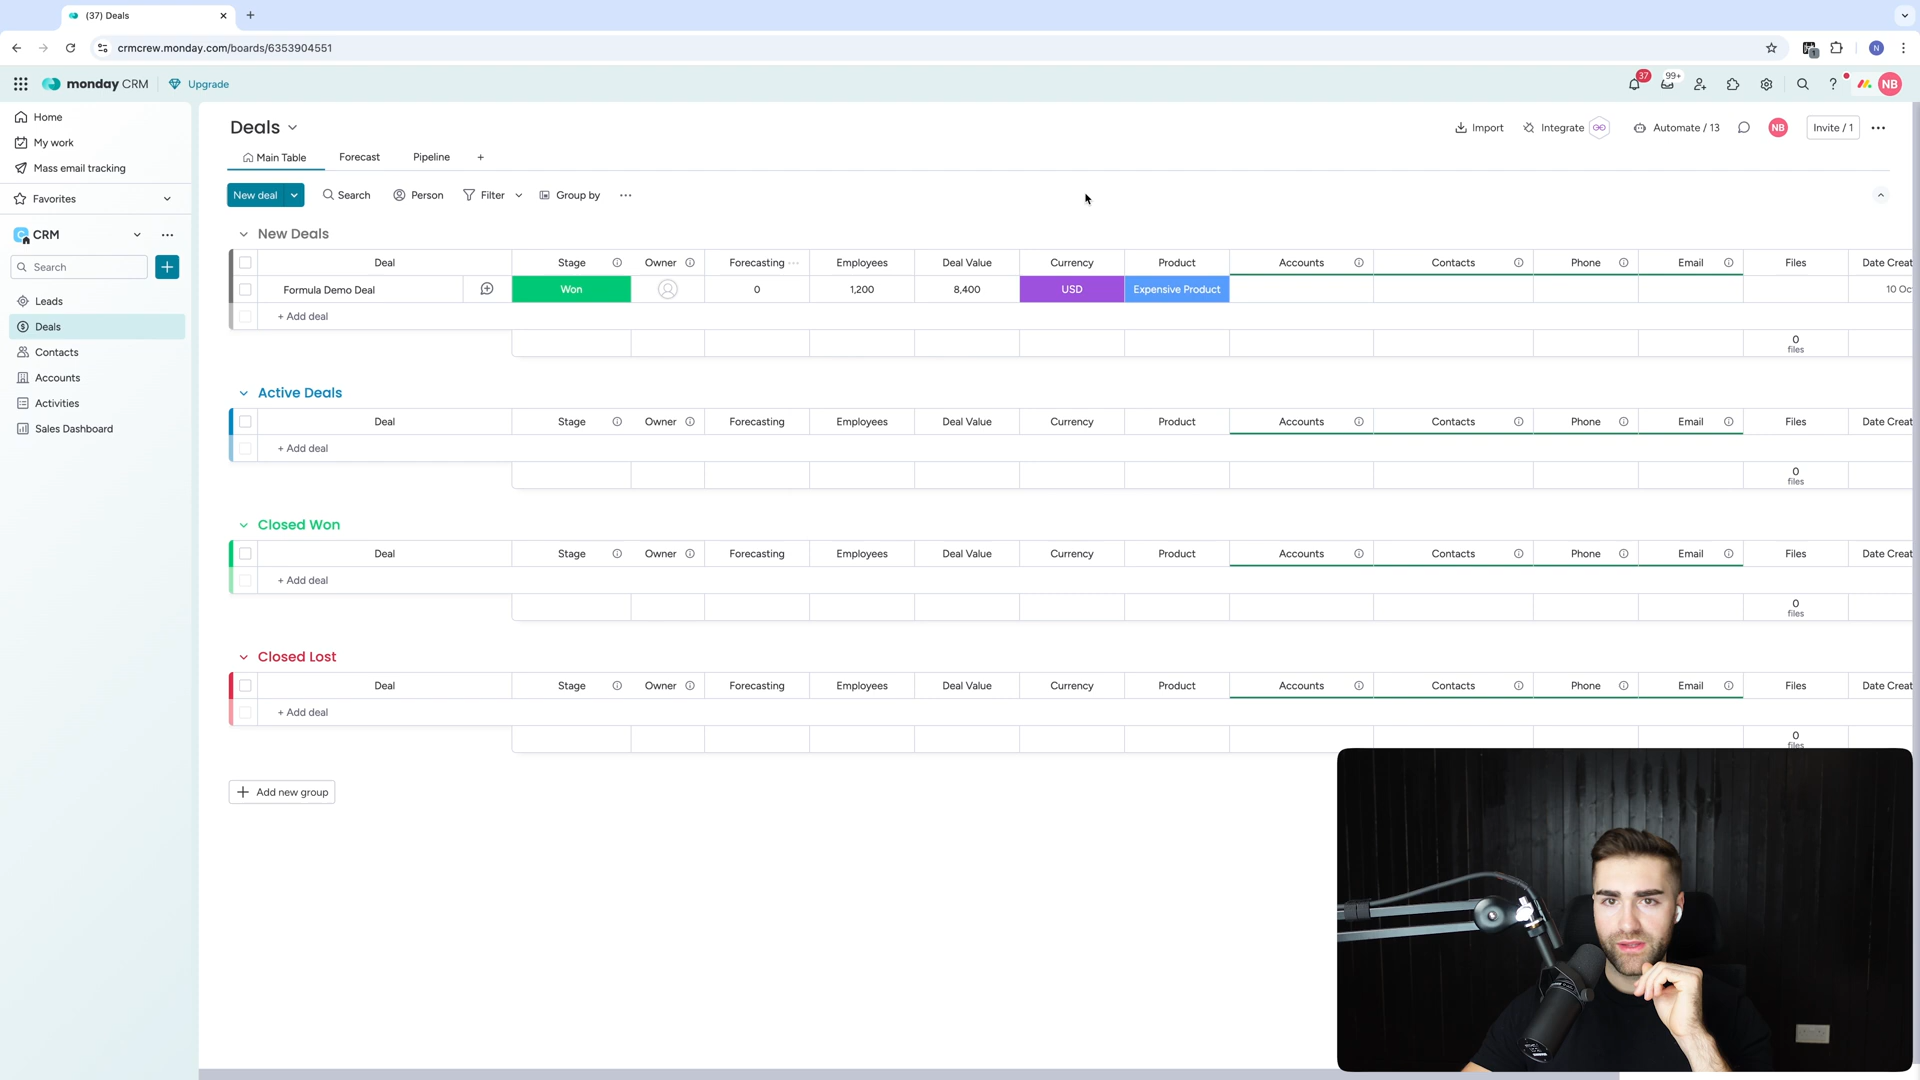 (37) Deals
crmcrew.monday.com/boards/6353904551
N
monday CRM
Upgrade
37
99+
NB
Home
My work
Mass email tracking
Favorites
CRM
Search
Leads
Deals
Contacts
Accounts
Activities
Sales Dashboard
Deals
Import
Integrate
Automate / 13
NB
Invite / 1
Main Table
Forecast
Pipeline
New deal
Search
Person
Filter
Group by
New Deals
Deal Stage Owner Forecasting Employees Deal Value Currency Product Accounts Contacts Phone Email Files Date Creat
Formula Demo Deal Won 0 1,200 8,400 USD Expensive Product 10 Oc
+ Add deal
0
files
Active Deals
Deal Stage Owner Forecasting Employees Deal Value Currency Product Accounts Contacts Phone Email Files Date Creat
+ Add deal
0
files
Closed Won
Deal Stage Owner Forecasting Employees Deal Value Currency Product Accounts Contacts Phone Email Files Date Creat
+ Add deal
0
files
Closed Lost
Deal Stage Owner Forecasting Employees Deal Value Currency Product Accounts Contacts Phone Email Files Date Creat
+ Add deal
0
files
Add new group